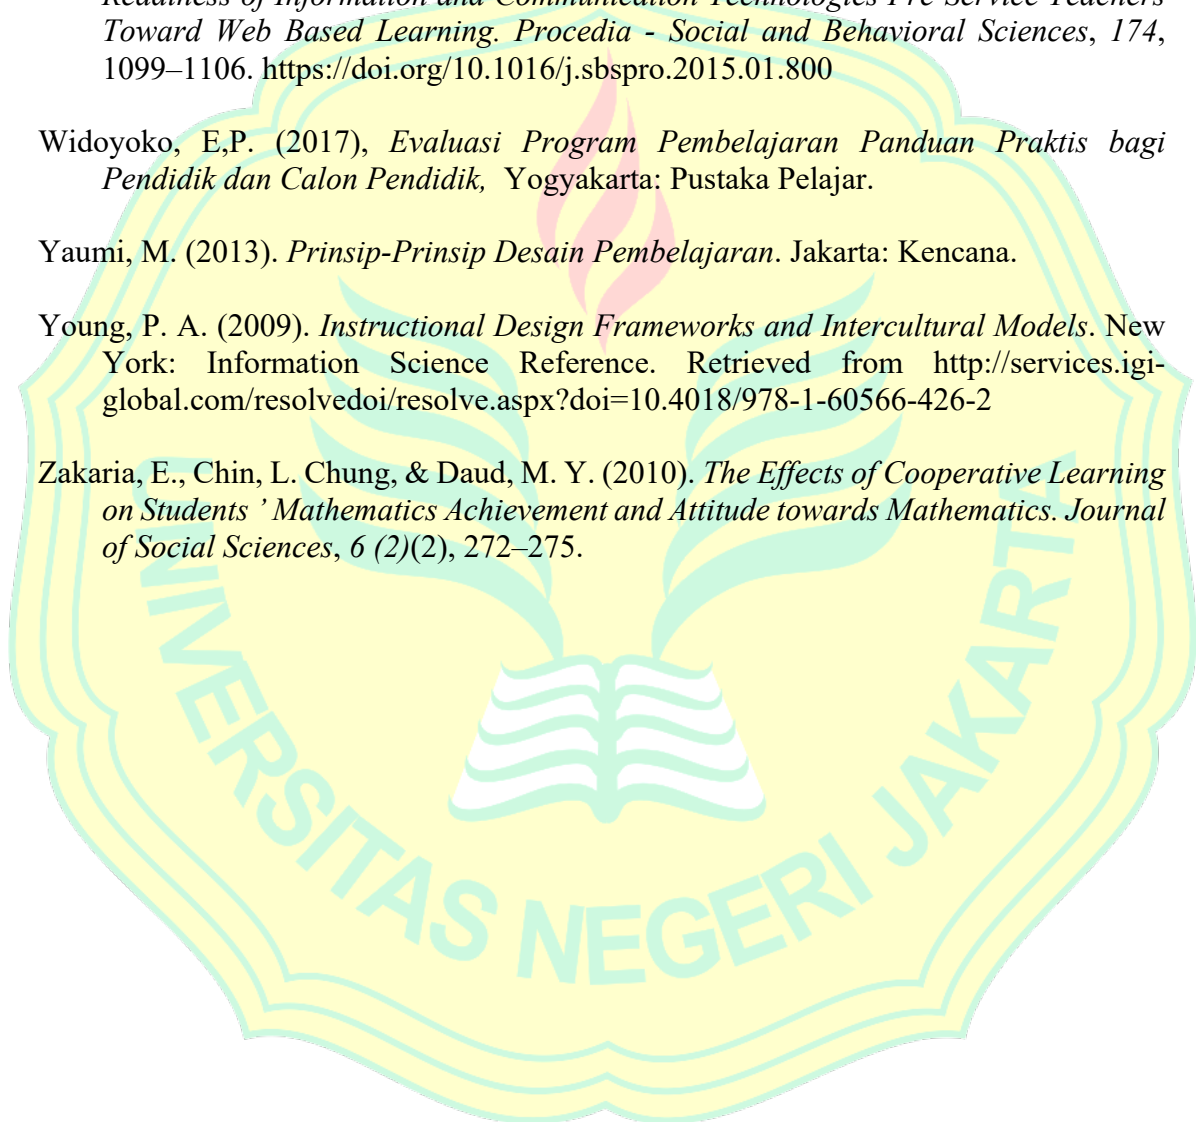 Readiness of Information and Communication Technologies Pre Service Teachers
Toward Web Based Learning. Procedia - Social and Behavioral Sciences, 174,
1099–1106. https://doi.org/10.1016/j.sbspro.2015.01.800
Widoyoko, E,P. (2017), Evaluasi Program Pembelajaran Panduan Praktis bagi
Pendidik dan Calon Pendidik, Yogyakarta: Pustaka Pelajar.
Yaumi, M. (2013). Prinsip-Prinsip Desain Pembelajaran. Jakarta: Kencana.
Young, P. A. (2009). Instructional Design Frameworks and Intercultural Models. New
York: Information Science Reference. Retrieved from http://services.igi-
global.com/resolvedoi/resolve.aspx?doi=10.4018/978-1-60566-426-2
Zakaria, E., Chin, L. Chung, & Daud, M. Y. (2010). The Effects of Cooperative Learning
on Students ’ Mathematics Achievement and Attitude towards Mathematics. Journal
of Social Sciences, 6 (2)(2), 272–275.
UNIVERSITAS NEGERI JAKARTA